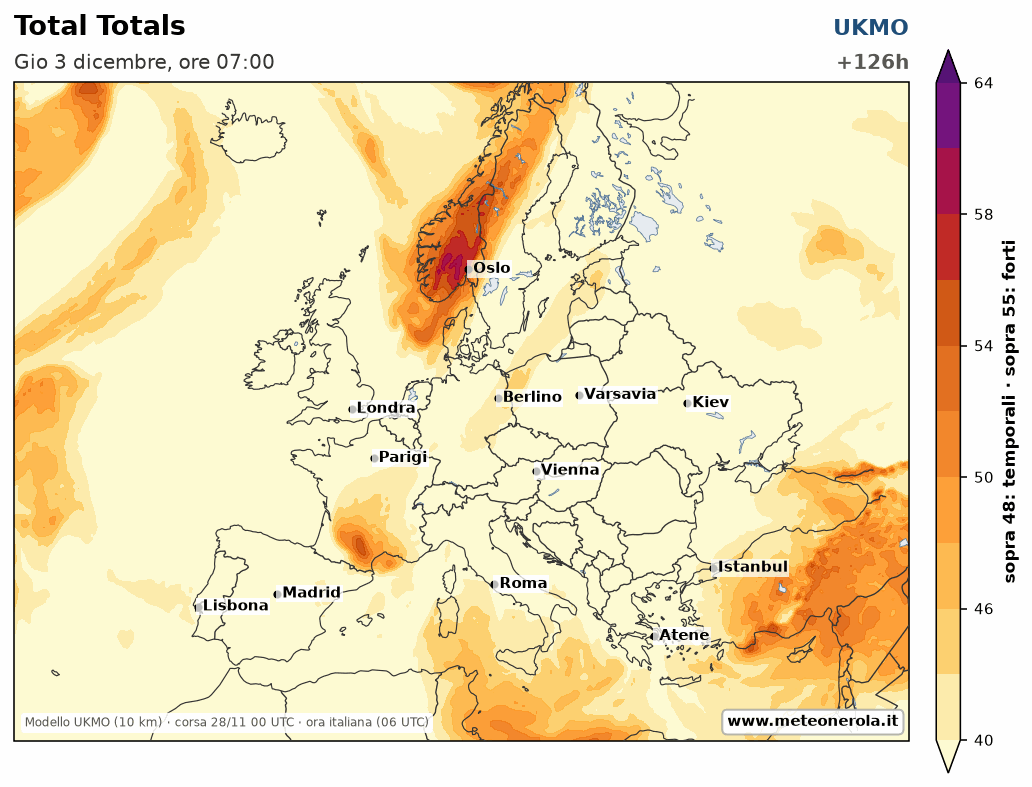 Total Totals
UKMO
Gio 3 dicembre, ore 07:00
+126h
64
58
54
50
46
40
sopra 48: temporali · sopra 55: forti
Oslo
Londra
Berlino
Varsavia
Kiev
Parigi
Vienna
Istanbul
Roma
Madrid
Lisbona
Atene
Modello UKMO (10 km) · corsa 28/11 00 UTC · ora italiana (06 UTC)
www.meteonerola.it